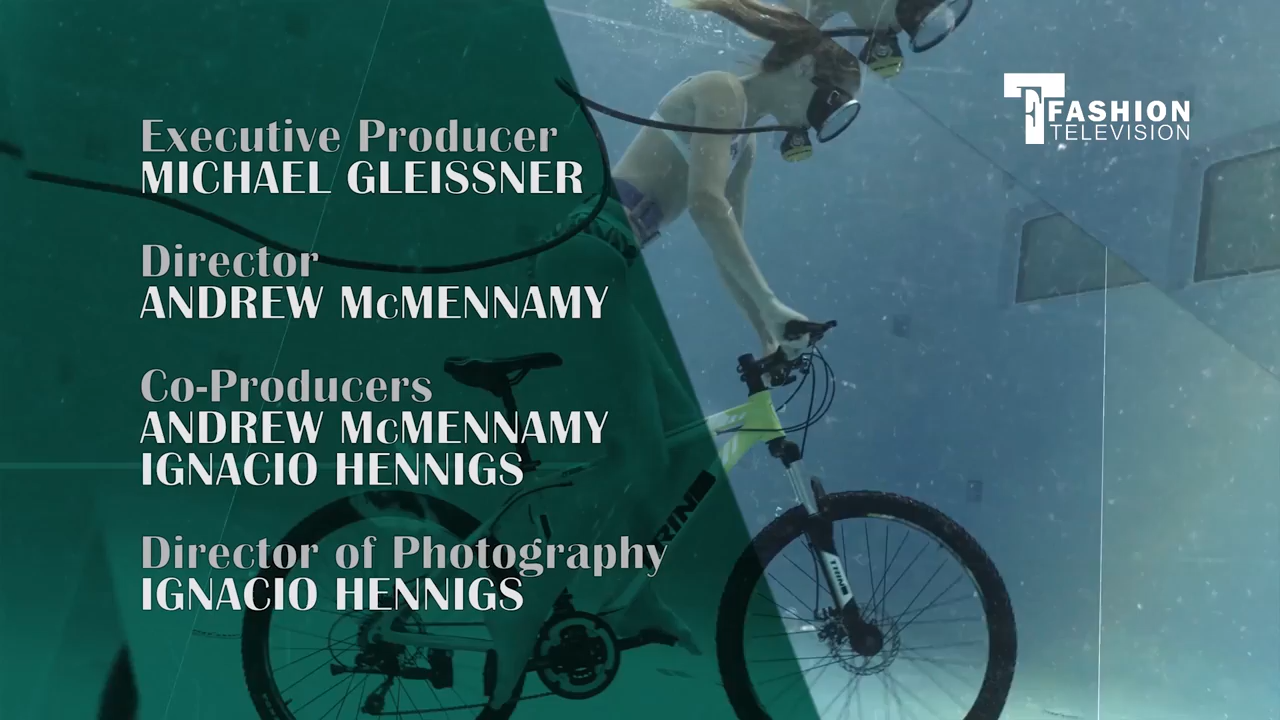 FASHION
TELEVISION
Executive Producer
MICHAEL GLEISSNER
Director
ANDREW McMENNAMY
Co-Producers
ANDREW McMENNAMY
IGNACIO HENNIGS
Director of Photography
IGNACIO HENNIGS